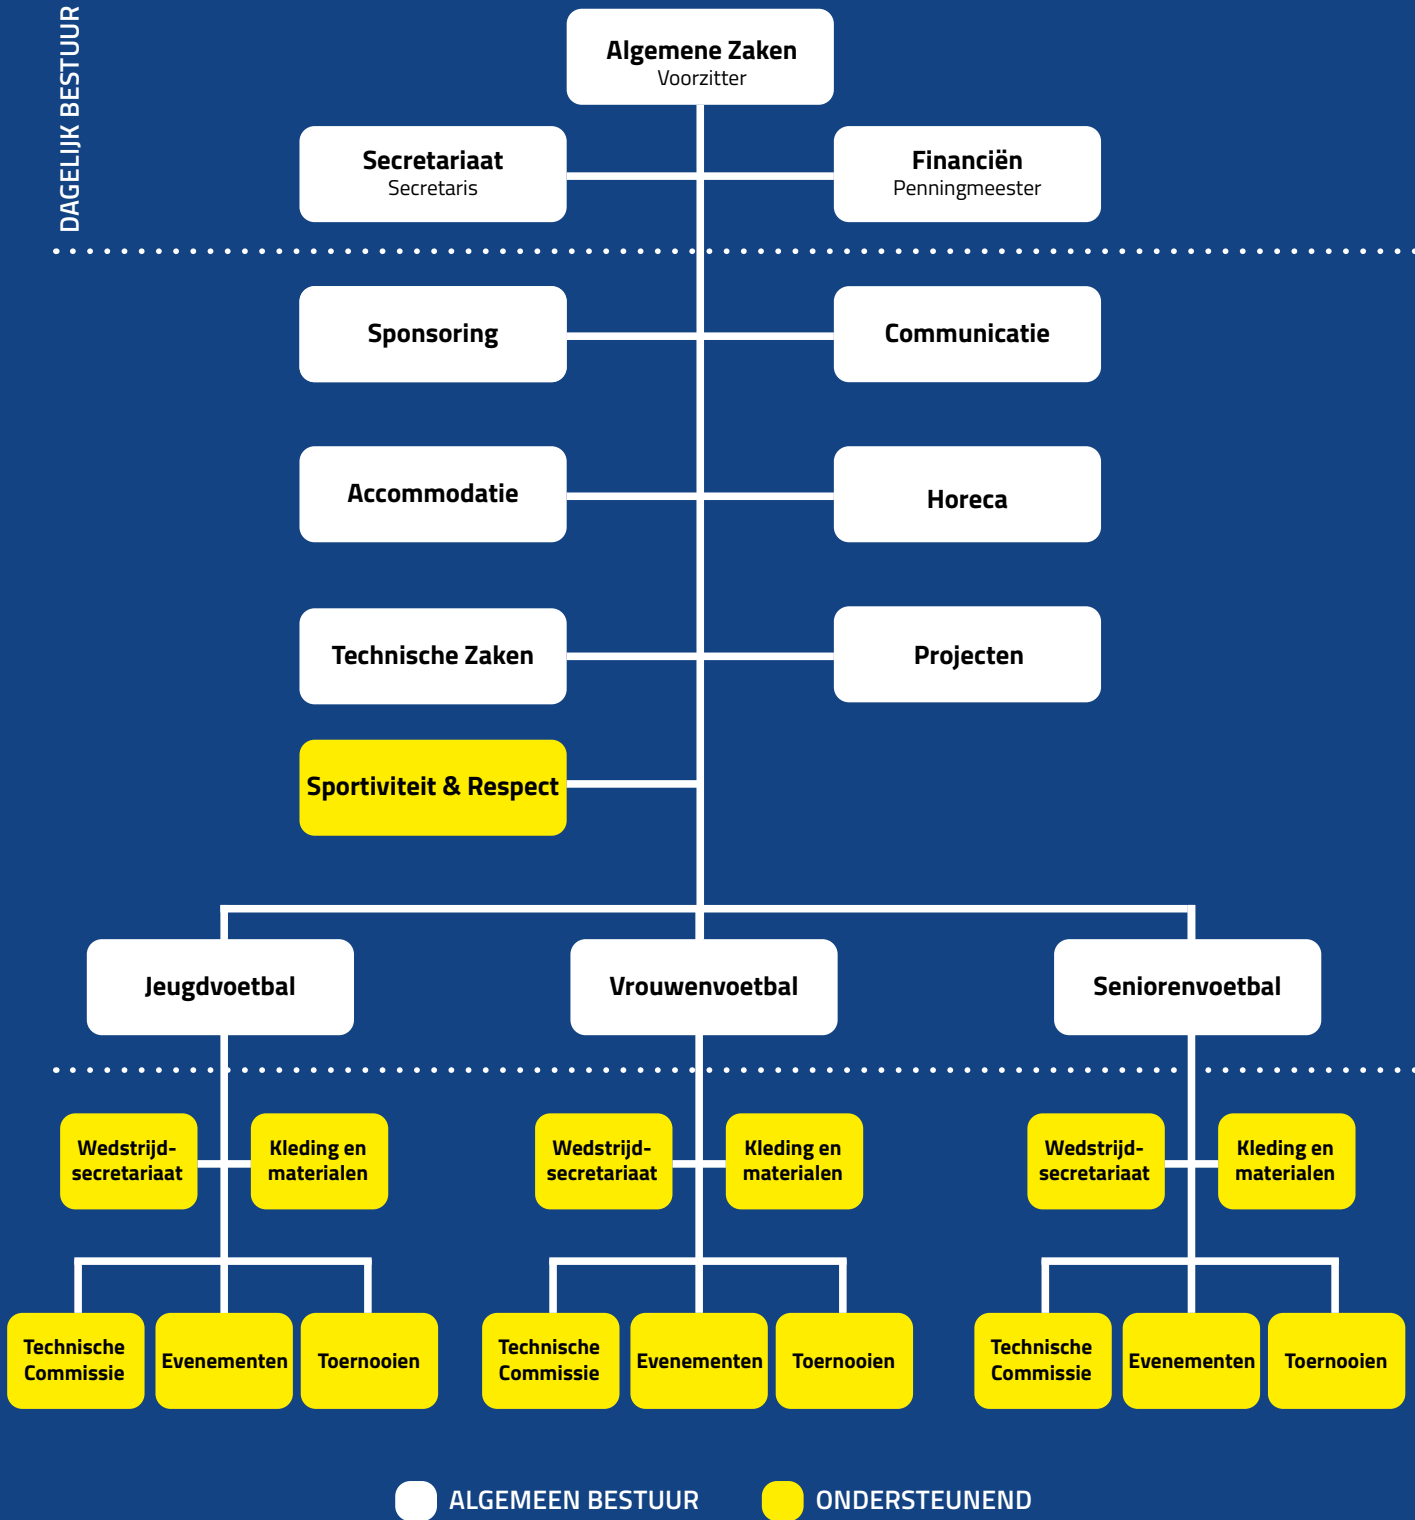 DAGELIJK BESTUUR
Algemene Zaken
Voorzitter
Secretariaat
Secretaris
Financiën
Penningmeester
Sponsoring
Communicatie
Accommodatie
Horeca
Technische Zaken
Projecten
Sportiviteit & Respect
Jeugdvoetbal
Vrouwenvoetbal
Seniorenvoetbal
Wedstrijd-
secretariaat
Kleding en
materialen
Wedstrijd-
secretariaat
Kleding en
materialen
Wedstrijd-
secretariaat
Kleding en
materialen
Technische
Commissie
Evenementen
Toernooien
Technische
Commissie
Evenementen
Toernooien
Technische
Commissie
Evenementen
Toernooien
ALGEMEEN BESTUUR
ONDERSTEUNEND